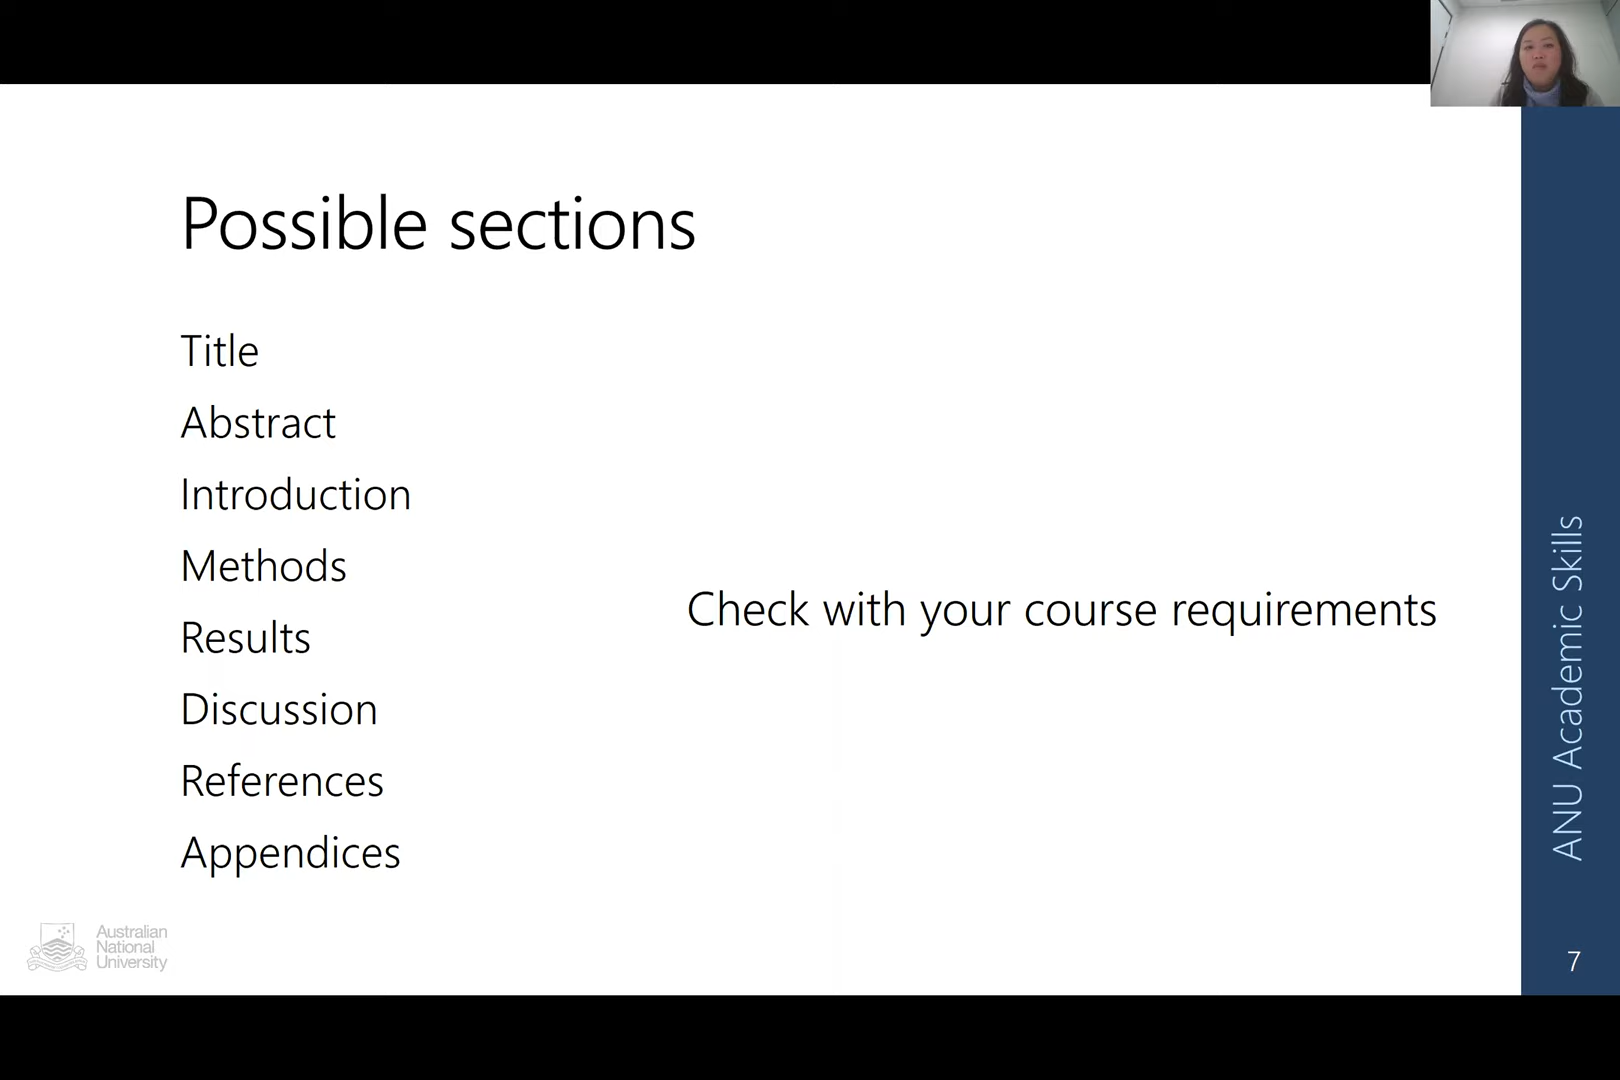 Possible sections
Title
Abstract
Introduction
Methods
Results
Discussion
References
Appendices
Check with your course requirements
ANU Academic Skills
Australian
National
University
7